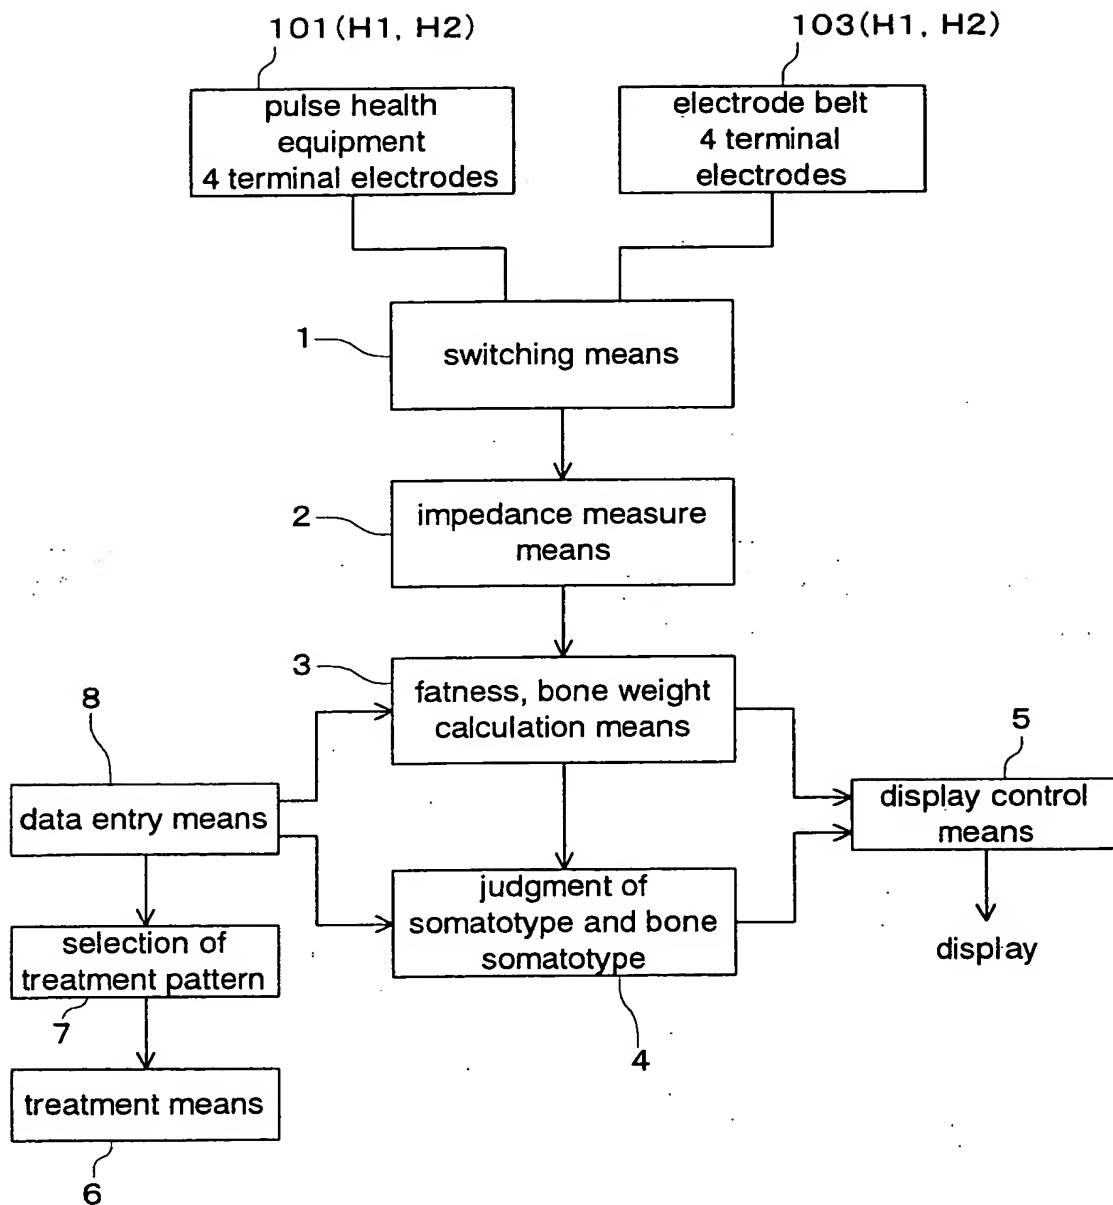 101(H1, H2)
103(H1, H2)
pulse health
equipment
4 terminal electrodes
electrode belt
4 terminal
electrodes
1
switching means
2
impedance measure
means
3
fatness, bone weight
calculation means
8
data entry means
5
display control
means
judgment of
somatotype and bone
somatotype
4
display
selection of
treatment pattern
7
treatment means
6